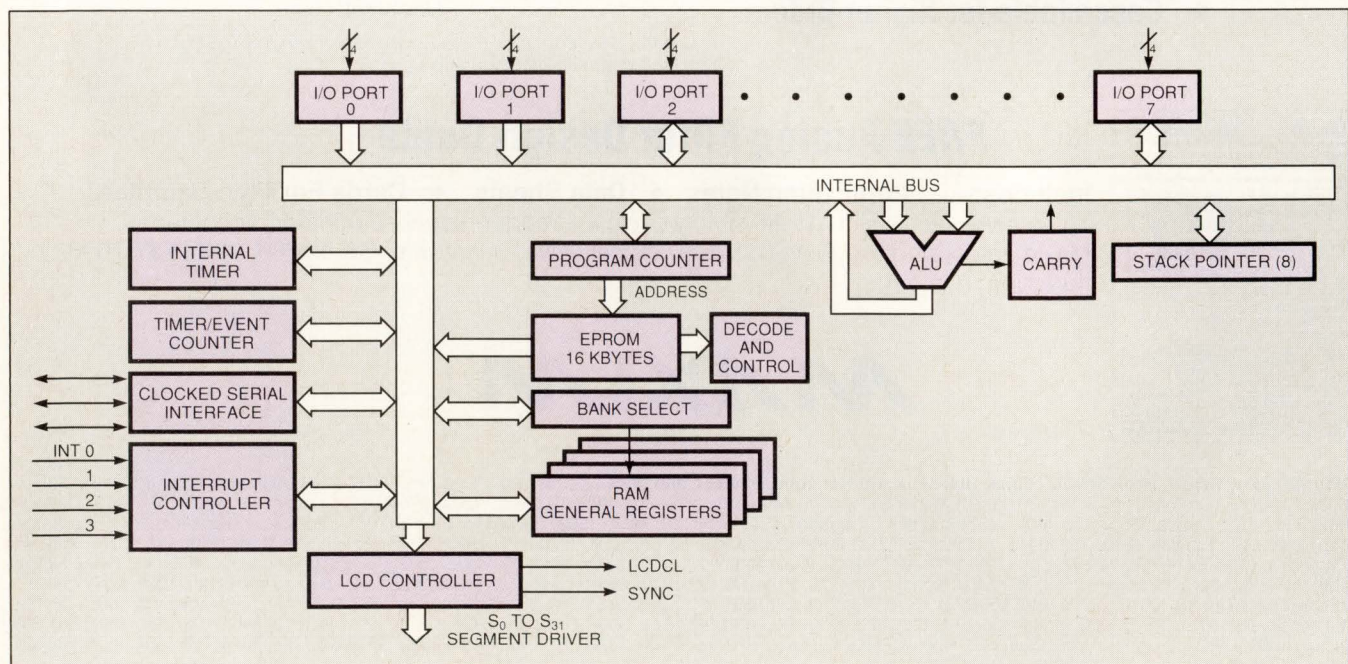 4 4 4 4
I/O PORT
0
I/O PORT
1
I/O PORT
2
I/O PORT
7
INTERNAL BUS
INTERNAL
TIMER
PROGRAM COUNTER
ALU
CARRY
STACK POINTER (8)
ADDRESS
TIMER/EVENT
COUNTER
EPROM
16 KBYTES
DECODE
AND
CONTROL
CLOCKED SERIAL
INTERFACE
BANK SELECT
INT 0
1
2
3
INTERRUPT
CONTROLLER
RAM
GENERAL REGISTERS
LCD CONTROLLER
LCDCL
SYNC
S0 TO S31
SEGMENT DRIVER